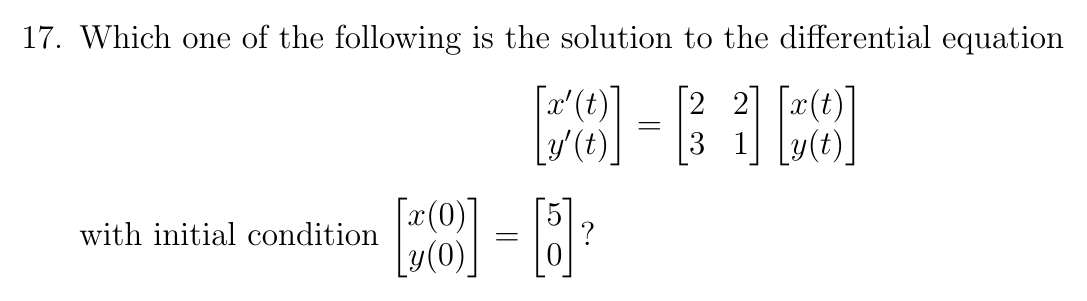 17. Which one of the following is the solution to the differential equation
[x′(t) y′(t)] = [2 2 3 1] [x(t) y(t)]
with initial condition [x(0) y(0)] = [5 0]?